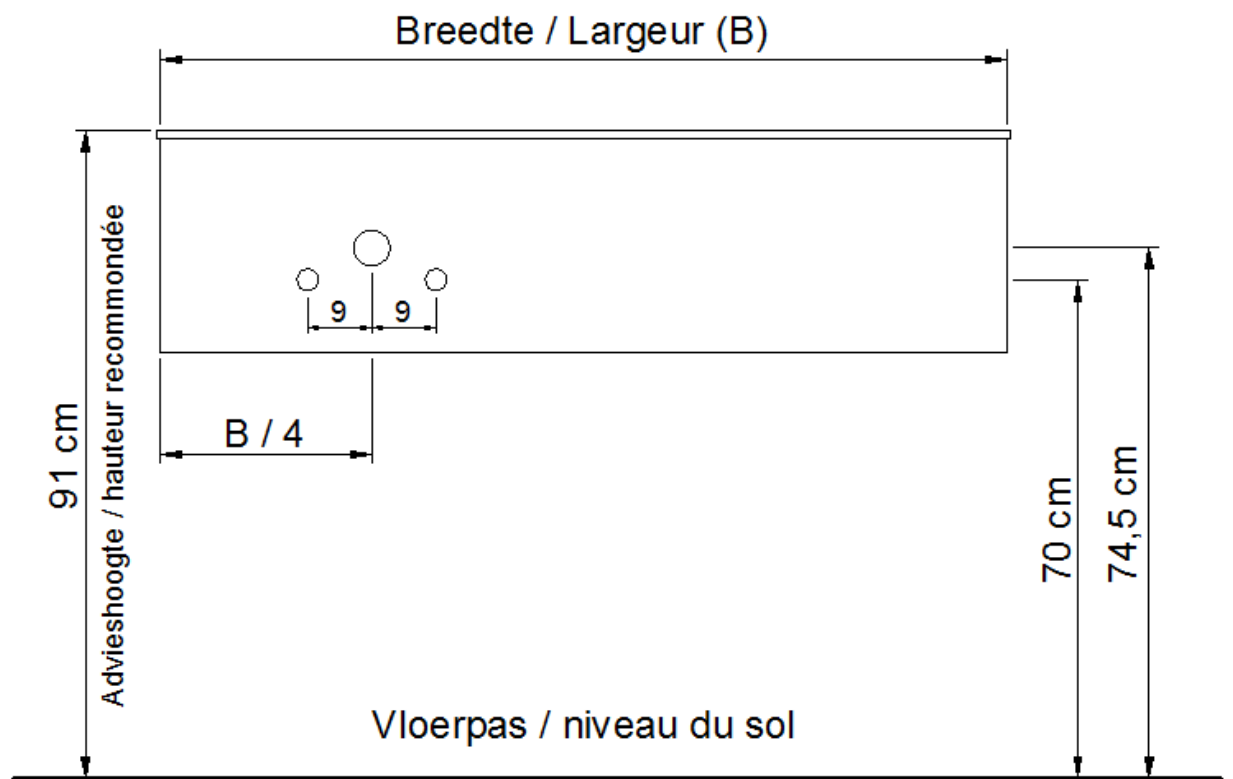 Breedte / Largeur (B)
91 cm
Advieshoogte / hauteur recommondée
9
9
B / 4
70 cm
74,5 cm
Vloerpas / niveau du sol